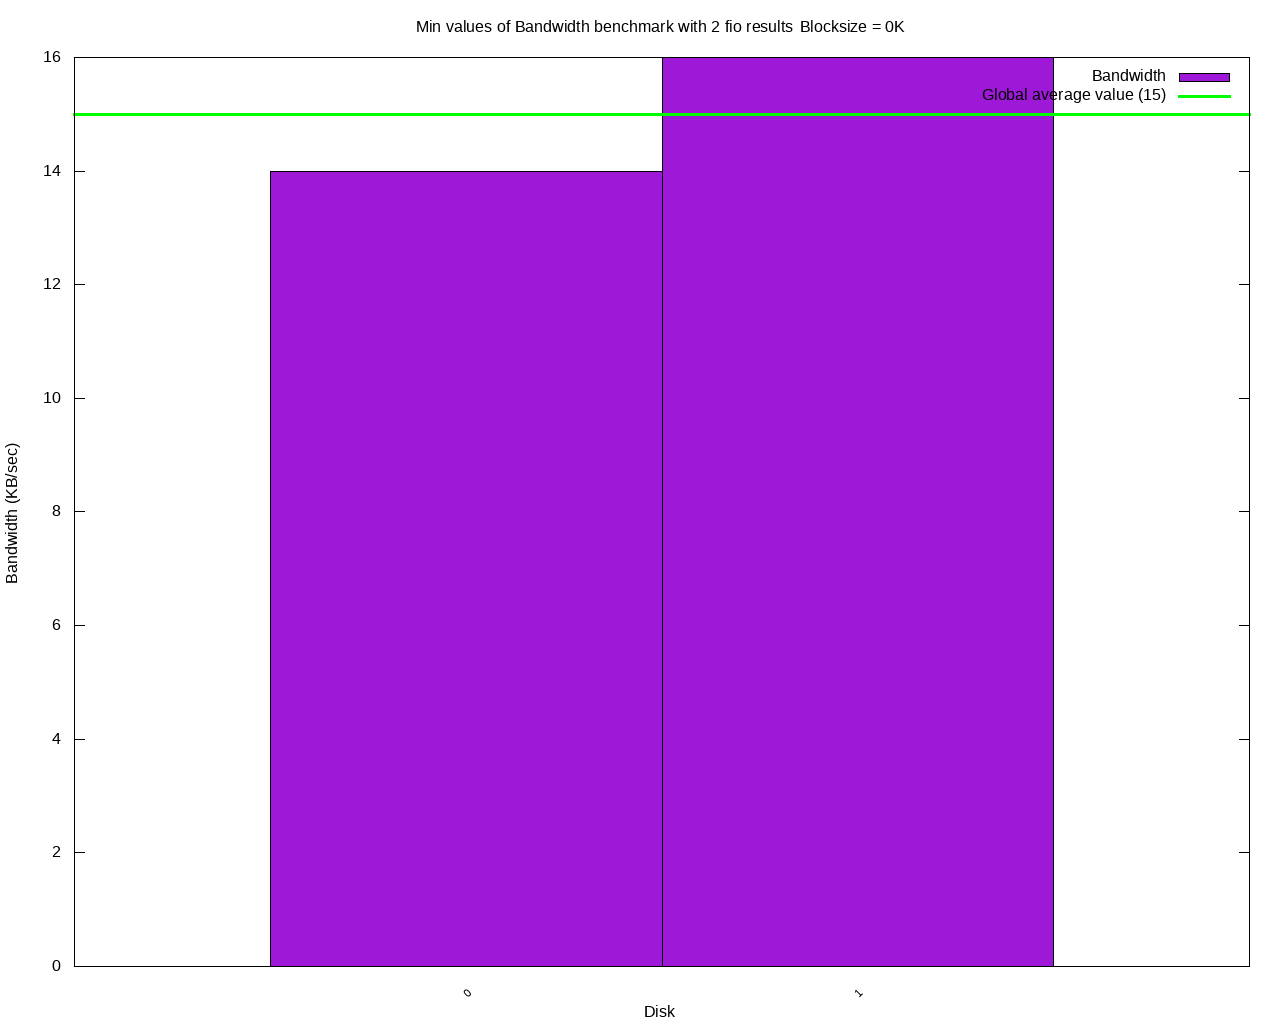 Min values of Bandwidth benchmark with 2 fio results Blocksize = 0K
Bandwidth
Global average value (15)
16
14
12
10
8
6
4
2
0
Bandwidth (KB/sec)
0
1
Disk